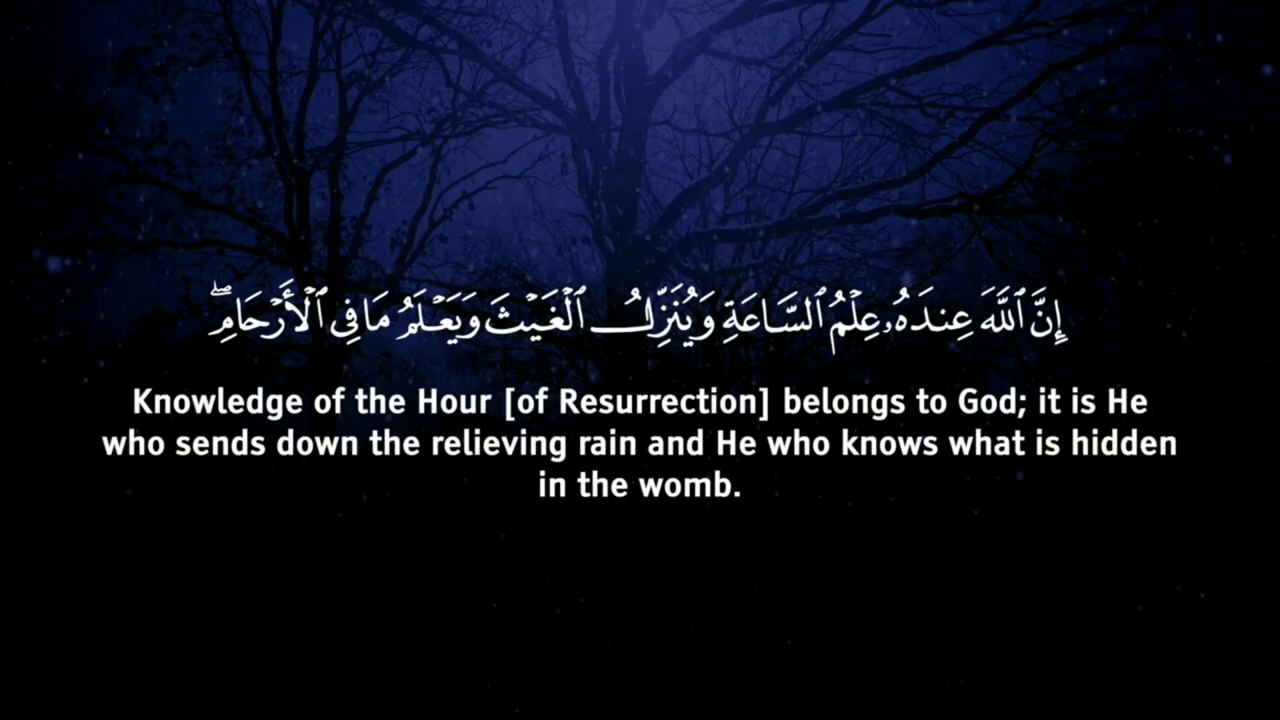 إِنَّ ٱللَّهَ عِندَهُۥ عِلْمُ ٱلسَّاعَةِ وَيُنَزِّلُ ٱلْغَيْثَ وَيَعْلَمُ مَا فِى ٱلْأَرْحَامِ ۖ
Knowledge of the Hour [of Resurrection] belongs to God; it is He
who sends down the relieving rain and He who knows what is hidden
in the womb.